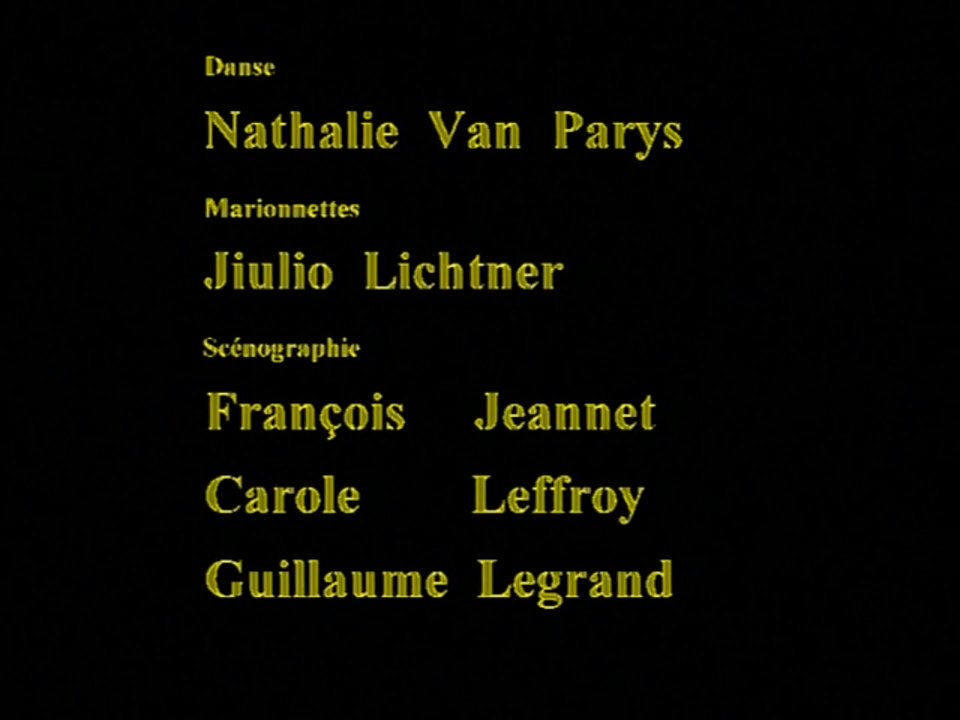 Danse
Nathalie Van Parys
Marionnettes
Jiulio Lichtner
Scénographie
François Jeannet
Carole Leffroy
Guillaume Legrand